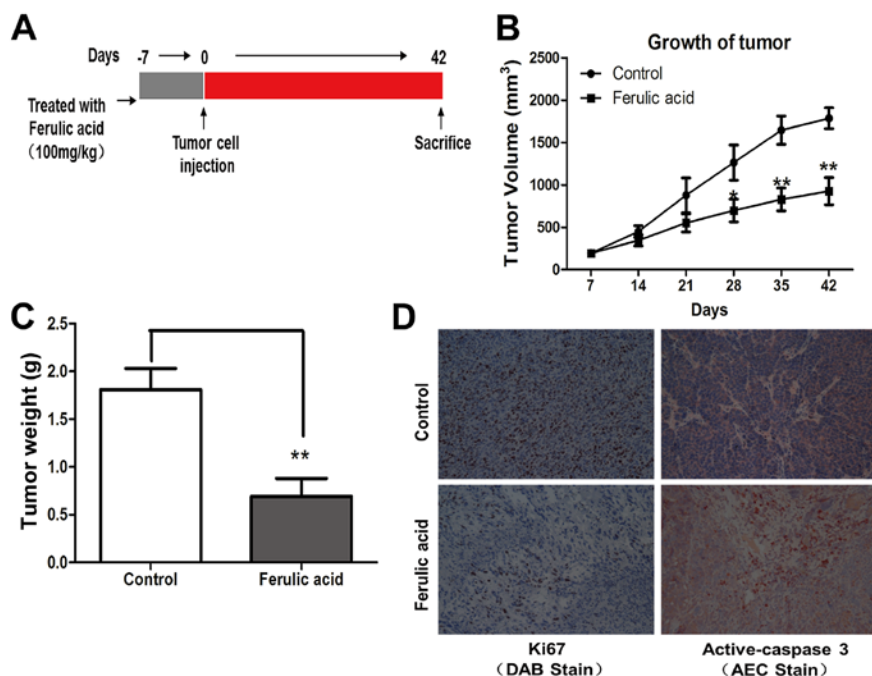 A
Days
-7
0
42
Treated with
Ferulic acid
（100mg/kg）
Tumor cell
injection
Sacrifice
B
Growth of tumor
Control
Ferulic acid
Tumor Volume (mm³)
2500
2000
1500
1000
500
0
*
**
**
7 14 21 28 35 42
Days
C
Tumor weight (g)
2.5
2.0
1.5
1.0
0.5
0.0
**
Control Ferulic acid
D
Control
Ferulic acid
Ki67
（DAB Stain）
Active-caspase 3
（AEC Stain）